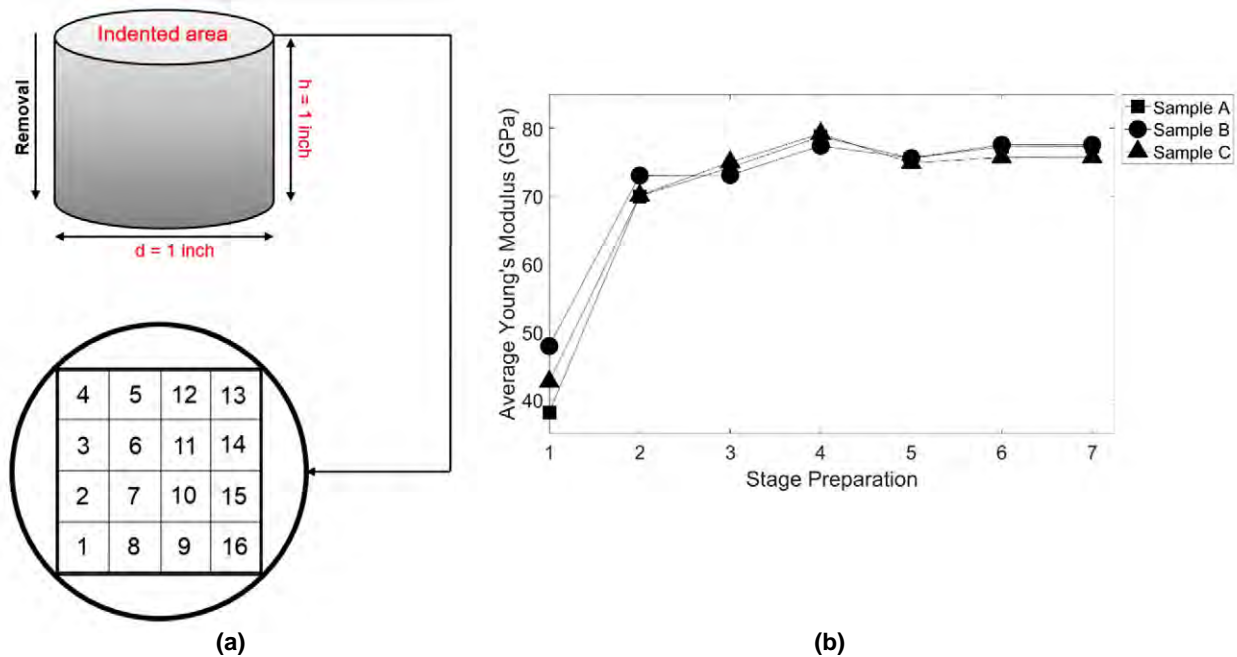 Indented area
Removal
h = 1 inch
d = 1 inch
4 5 12 13
3 6 11 14
2 7 10 15
1 8 9 16
(a)
Average Young's Modulus (GPa)
80
70
60
50
40
1 2 3 4 5 6 7
Stage Preparation
Sample A
Sample B
Sample C
(b)